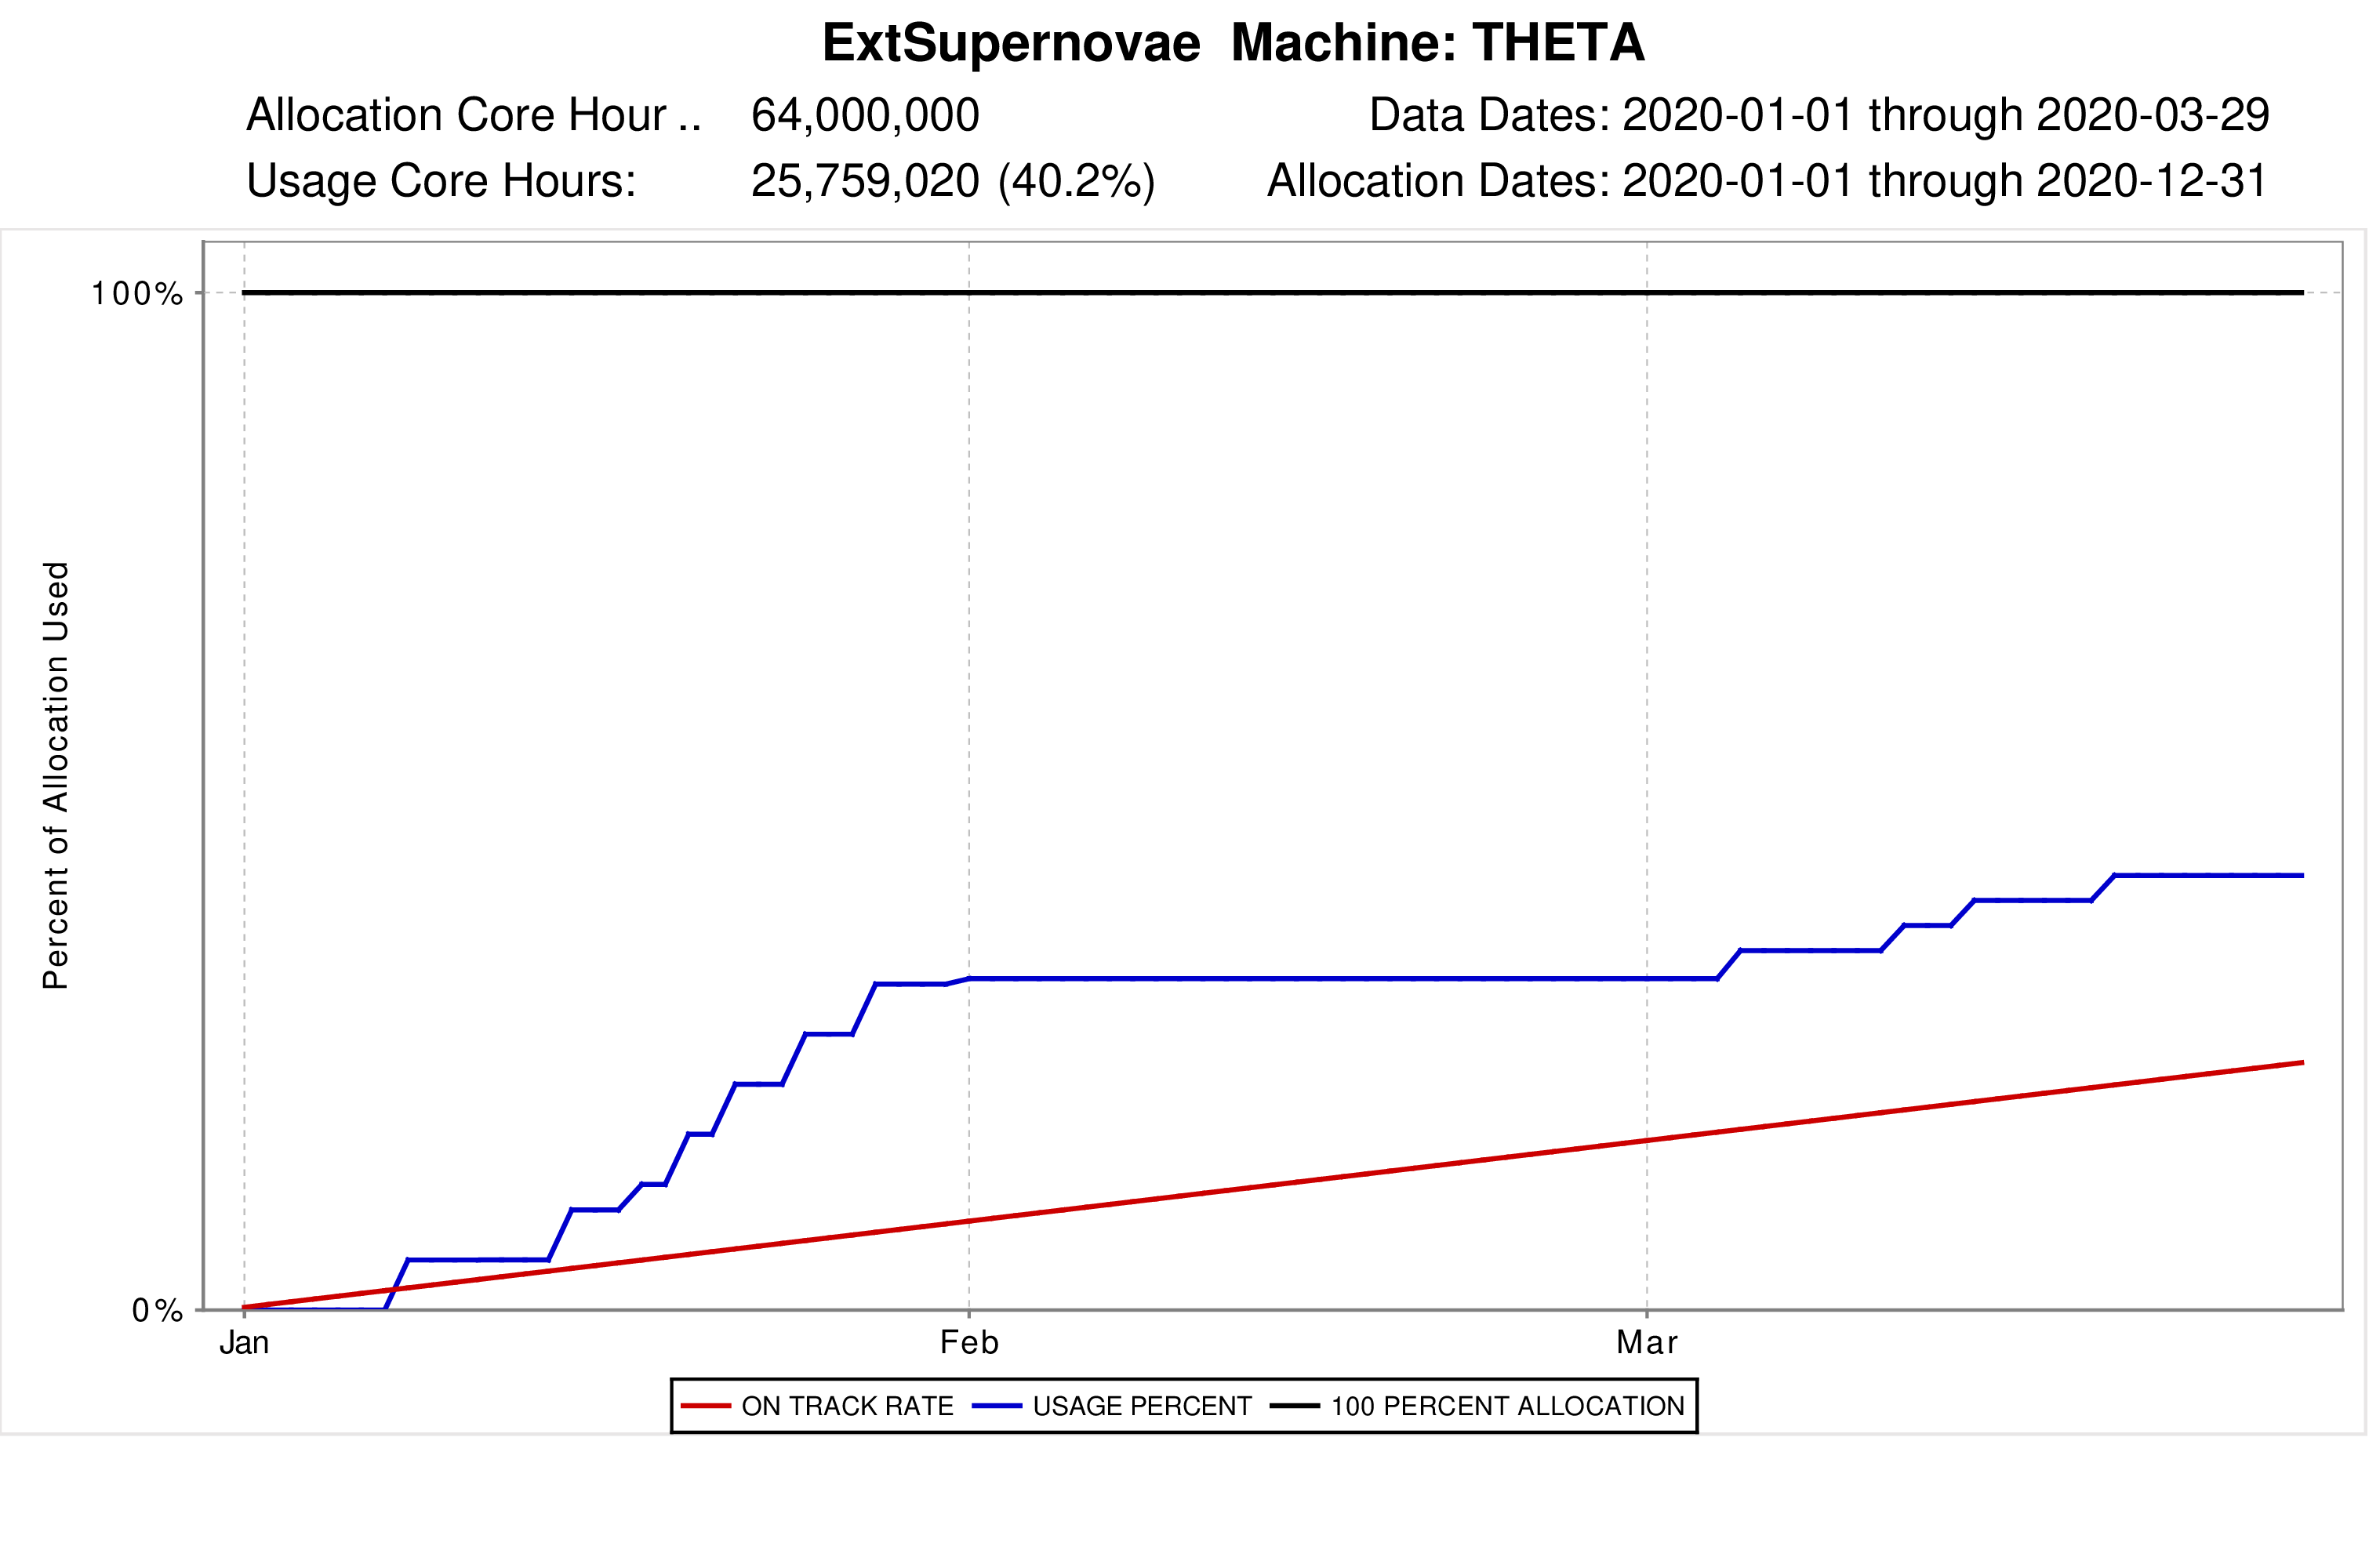 ExtSupernovae Machine: THETA
Allocation Core Hour .. 64,000,000 Data Dates: 2020-01-01 through 2020-03-29
Usage Core Hours: 25,759,020 (40.2%) Allocation Dates: 2020-01-01 through 2020-12-31
100%
Percent of Allocation Used
0%
Jan Feb Mar
ON TRACK RATE USAGE PERCENT 100 PERCENT ALLOCATION